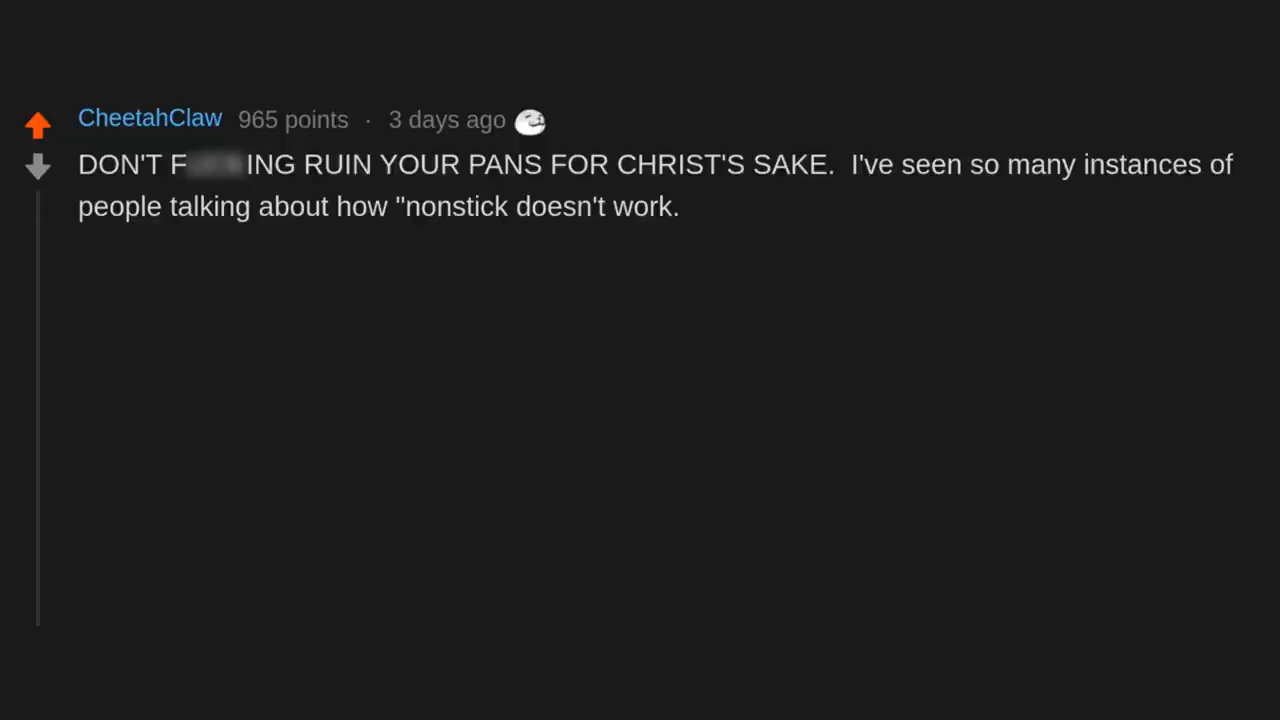 CheetahClaw 965 points · 3 days ago
DON'T F ING RUIN YOUR PANS FOR CHRIST'S SAKE. I've seen so many instances of
people talking about how "nonstick doesn't work.